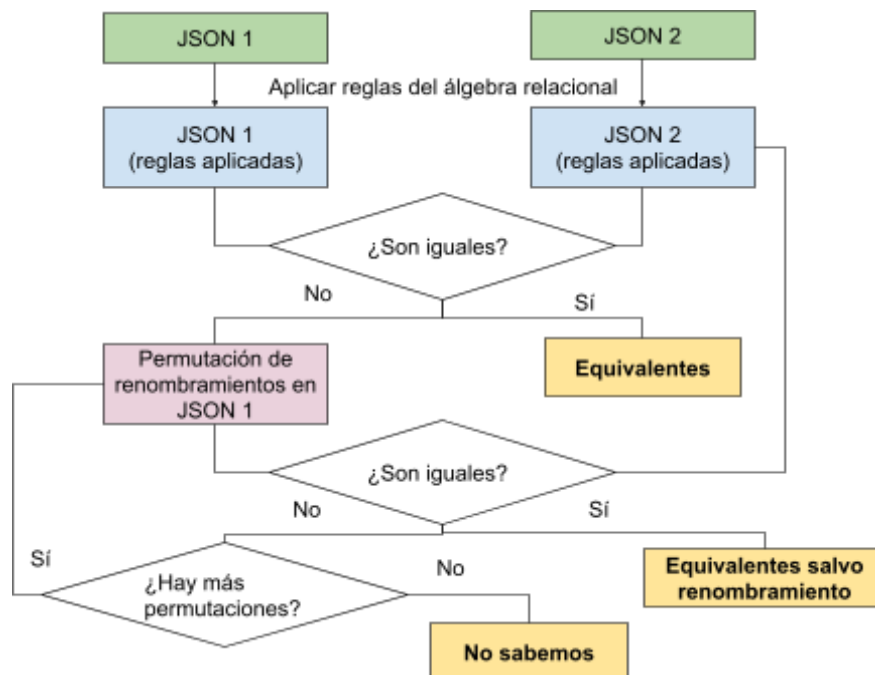 JSON 1
JSON 2
Aplicar reglas del álgebra relacional
JSON 1
(reglas aplicadas)
JSON 2
(reglas aplicadas)
¿Son iguales?
No
Sí
Permutación de
renombramientos en
JSON 1
Equivalentes
¿Son iguales?
No
Sí
Sí
¿Hay más
permutaciones?
No
Equivalentes salvo
renombramiento
No sabemos